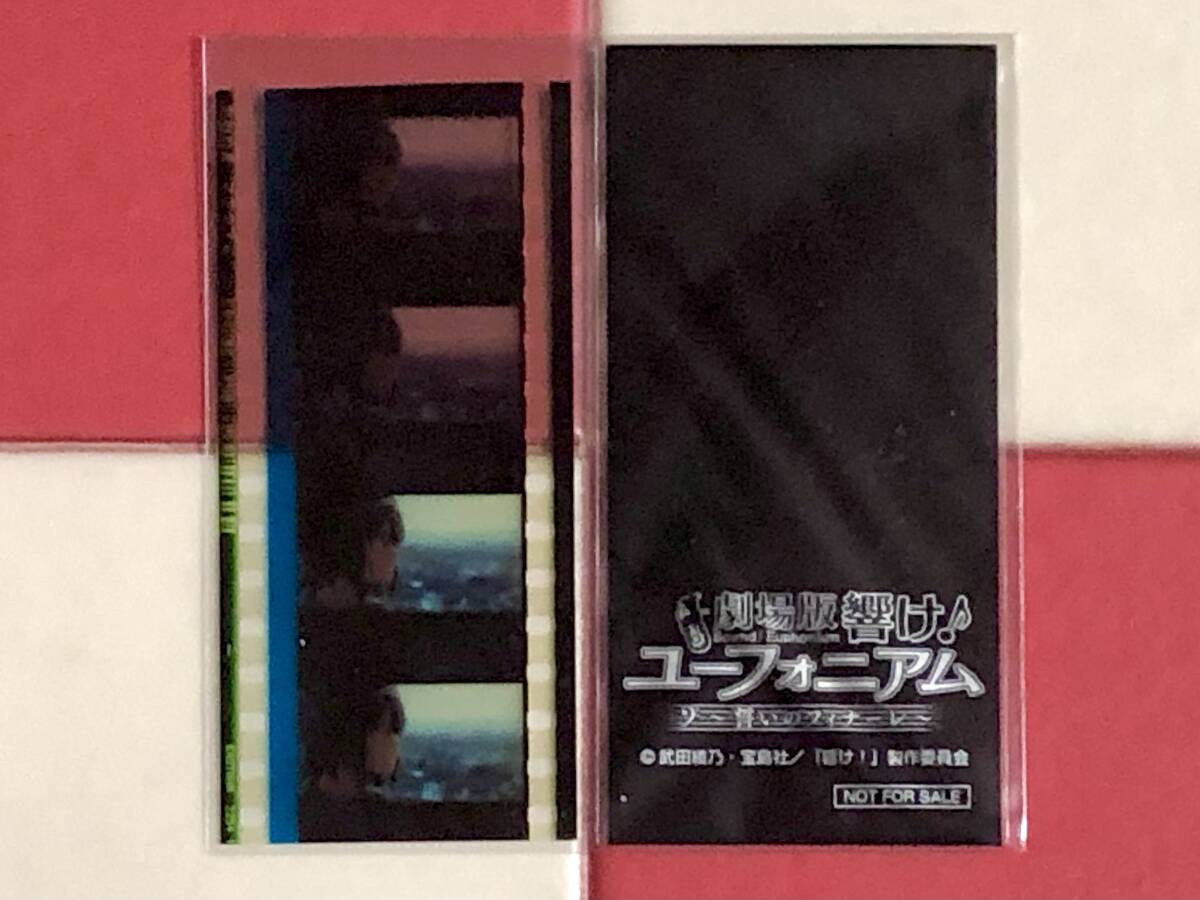 劇場版 響け!
Sound! Euphonium
ユーフォニアム
～誓いのフィナーレ～
©武田綾乃・宝島社/『響け!』製作委員会
NOT FOR SALE